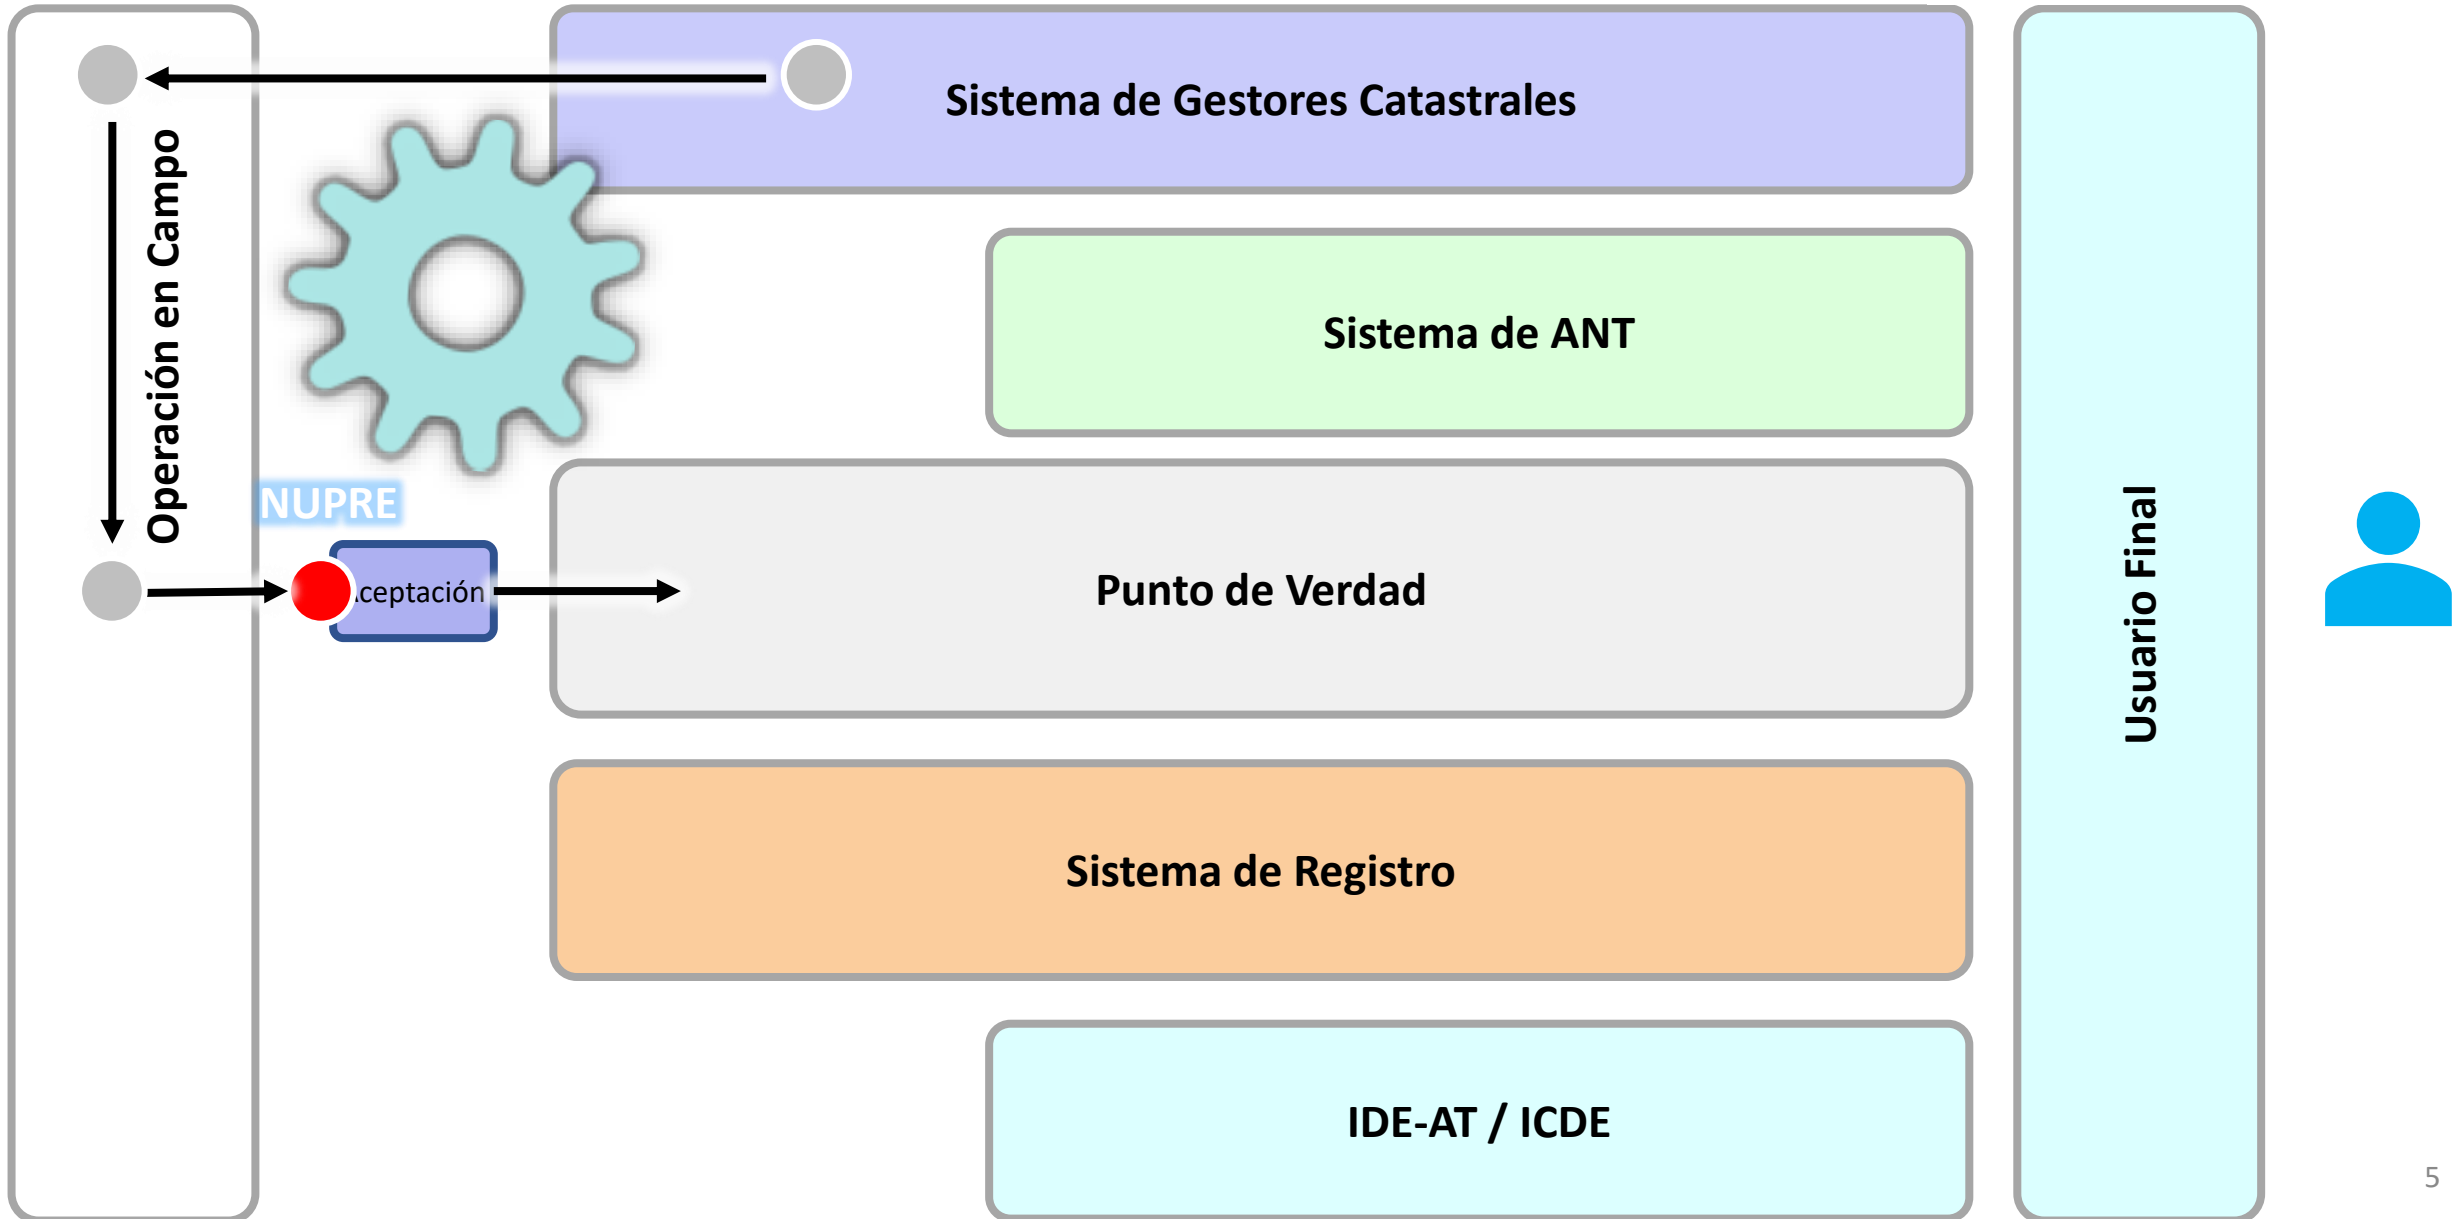 Sistema de Gestores Catastrales
Operación en Campo
Sistema de ANT
NUPRE
ceptación
Punto de Verdad
Usuario Final
Sistema de Registro
IDE-AT / ICDE
5